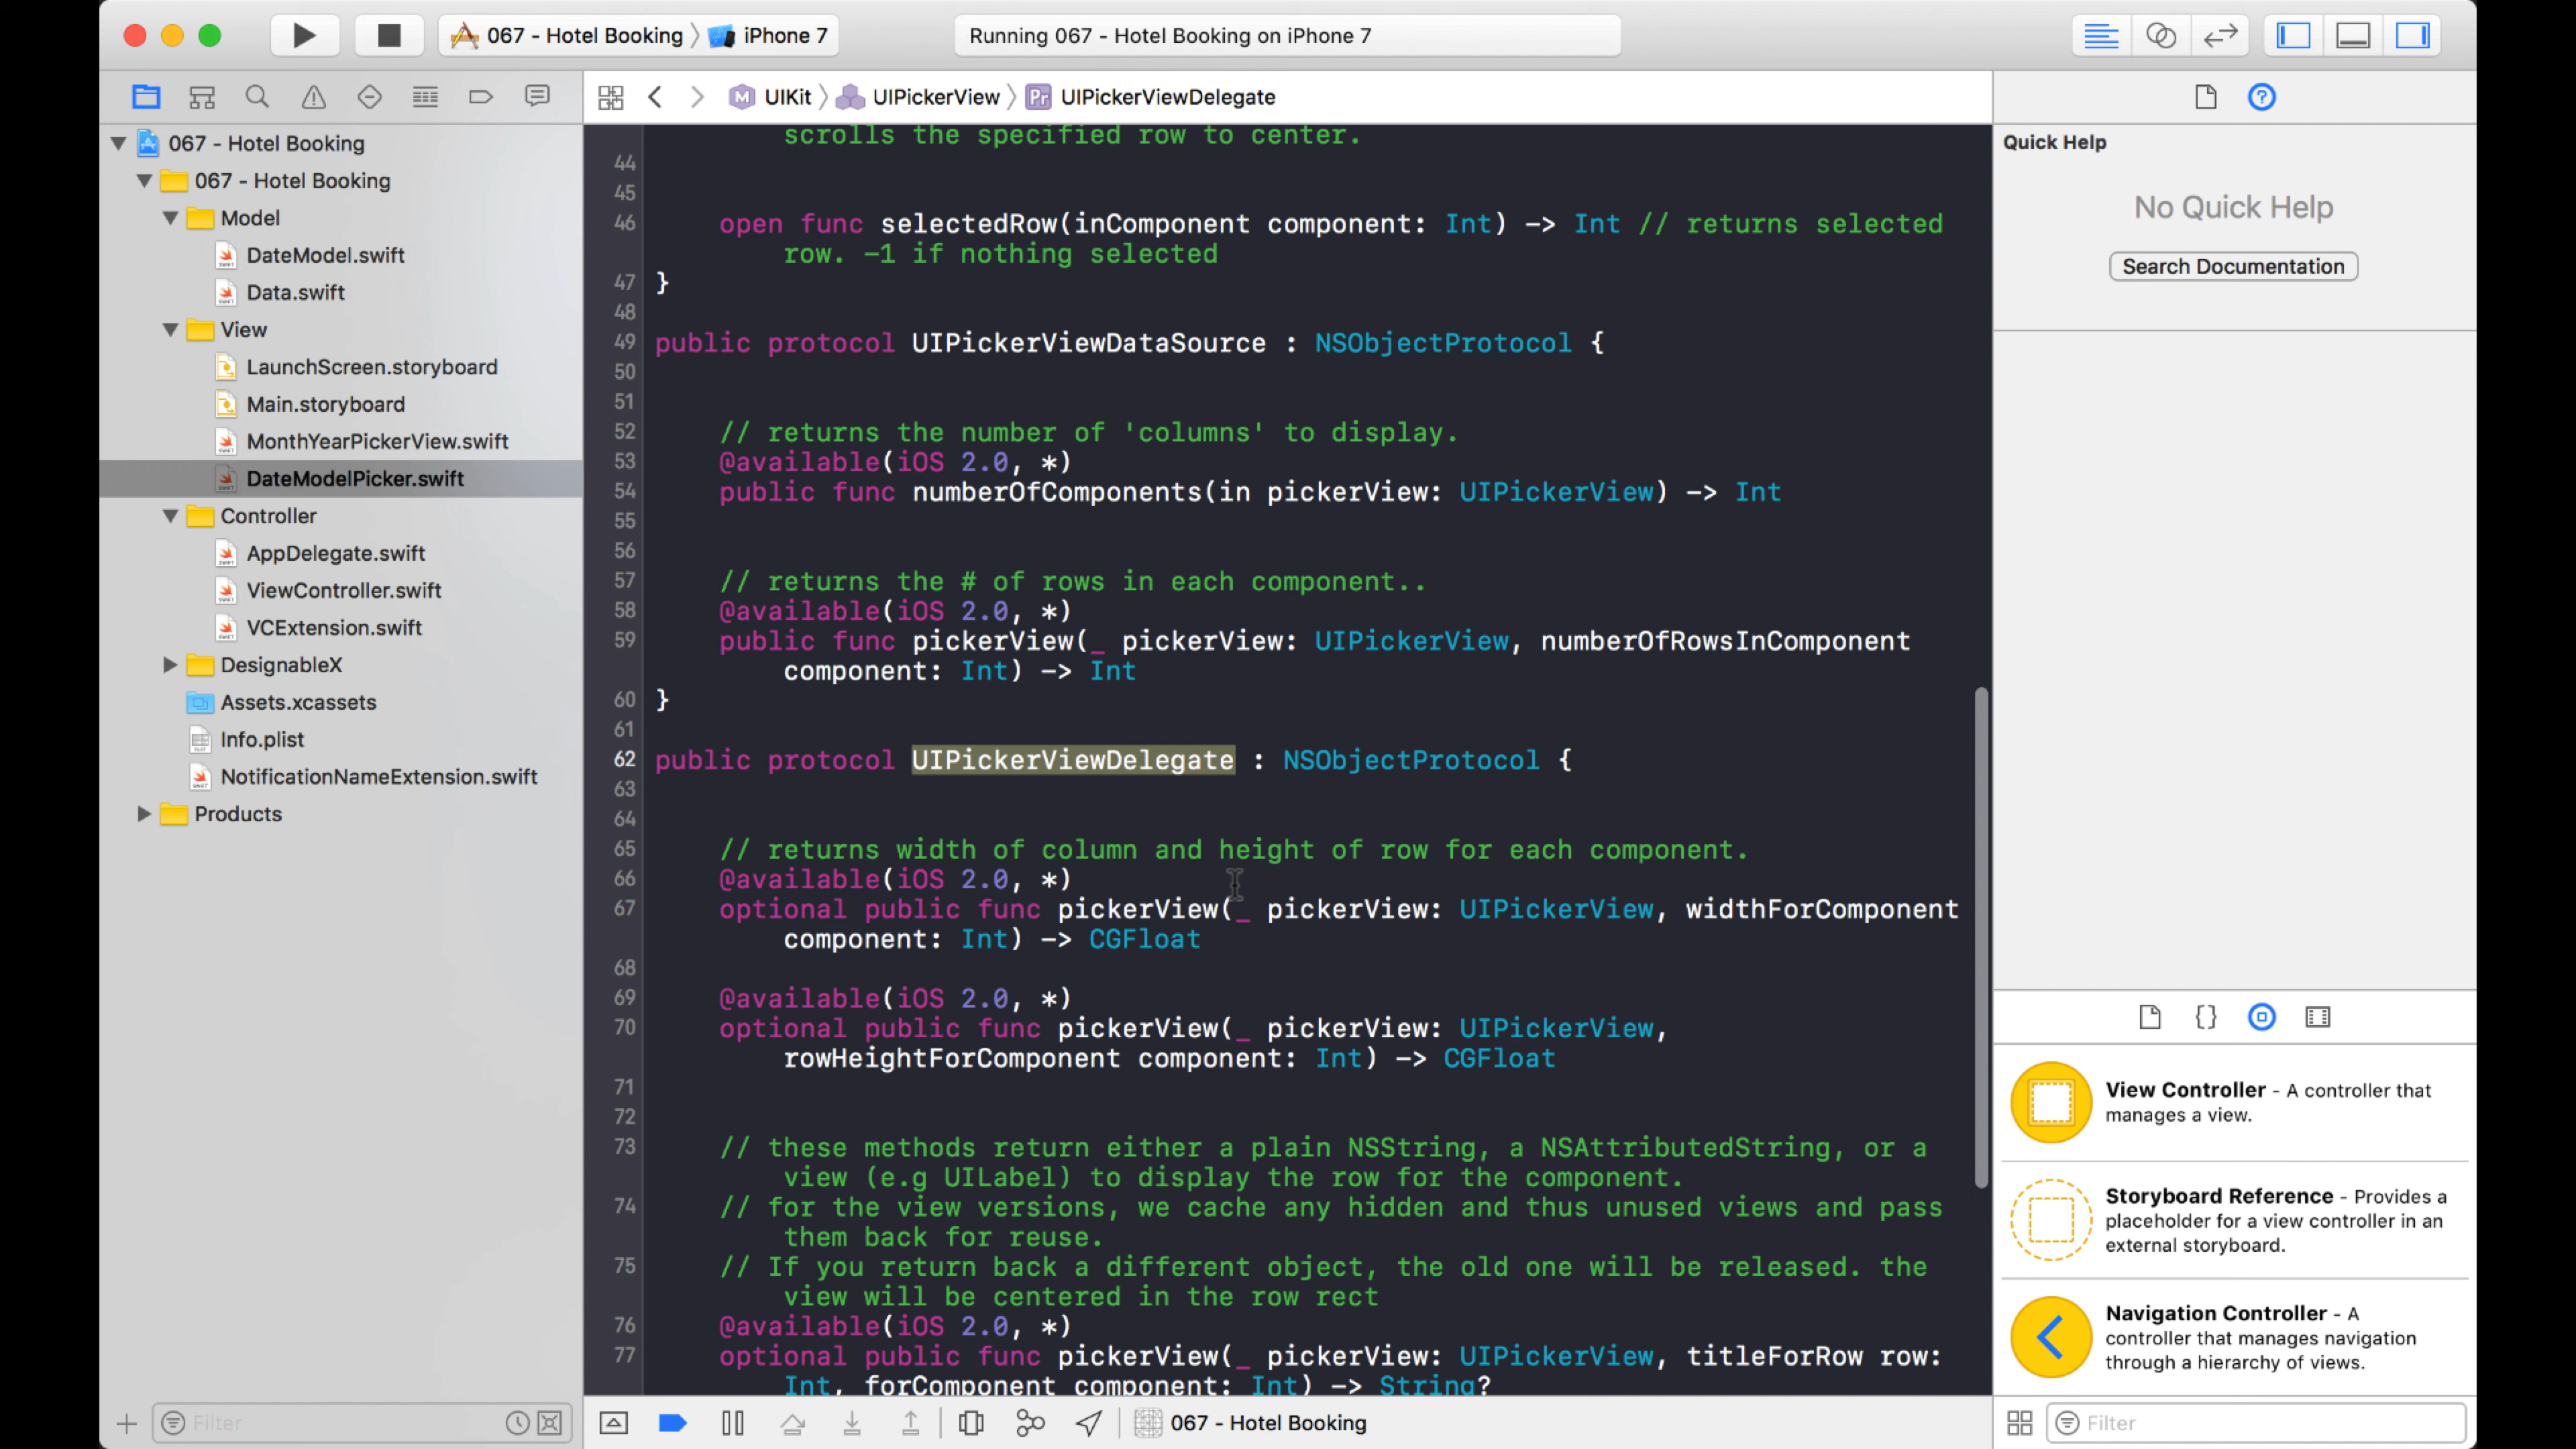 067 - Hotel Booking
iPhone 7
Running 067 - Hotel Booking on iPhone 7
UIKit
UIPickerView
Pr
UIPickerViewDelegate
067 - Hotel Booking
067 - Hotel Booking
Model
DateModel.swift
Data.swift
View
LaunchScreen.storyboard
Main.storyboard
MonthYearPickerView.swift
DateModelPicker.swift
Controller
AppDelegate.swift
ViewController.swift
VCExtension.swift
DesignableX
Assets.xcassets
Info.plist
NotificationNameExtension.swift
Products
Filter
scrolls the specified row to center.
44
45
46 open func selectedRow(inComponent component: Int) -> Int // returns selected
row. -1 if nothing selected
47 }
48
49 public protocol UIPickerViewDataSource : NSObjectProtocol {
50
51
52 // returns the number of 'columns' to display.
53 @available(iOS 2.0, *)
54 public func numberOfComponents(in pickerView: UIPickerView) -> Int
55
56
57 // returns the # of rows in each component..
58 @available(iOS 2.0, *)
59 public func pickerView(_ pickerView: UIPickerView, numberOfRowsInComponent
component: Int) -> Int
60 }
61
62 public protocol UIPickerViewDelegate : NSObjectProtocol {
63
64
65 // returns width of column and height of row for each component.
66 @available(iOS 2.0, *)
67 optional public func pickerView(_ pickerView: UIPickerView, widthForComponent
component: Int) -> CGFloat
68
69 @available(iOS 2.0, *)
70 optional public func pickerView(_ pickerView: UIPickerView,
rowHeightForComponent component: Int) -> CGFloat
71
72
73 // these methods return either a plain NSString, a NSAttributedString, or a
view (e.g UILabel) to display the row for the component.
74 // for the view versions, we cache any hidden and thus unused views and pass
them back for reuse.
75 // If you return back a different object, the old one will be released. the
view will be centered in the row rect
76 @available(iOS 2.0, *)
77 optional public func pickerView(_ pickerView: UIPickerView, titleForRow row:
Int, forComponent component: Int) -> String?
067 - Hotel Booking
Quick Help
No Quick Help
Search Documentation
View Controller - A controller that
manages a view.
Storyboard Reference - Provides a
placeholder for a view controller in an
external storyboard.
Navigation Controller - A
controller that manages navigation
through a hierarchy of views.
Filter